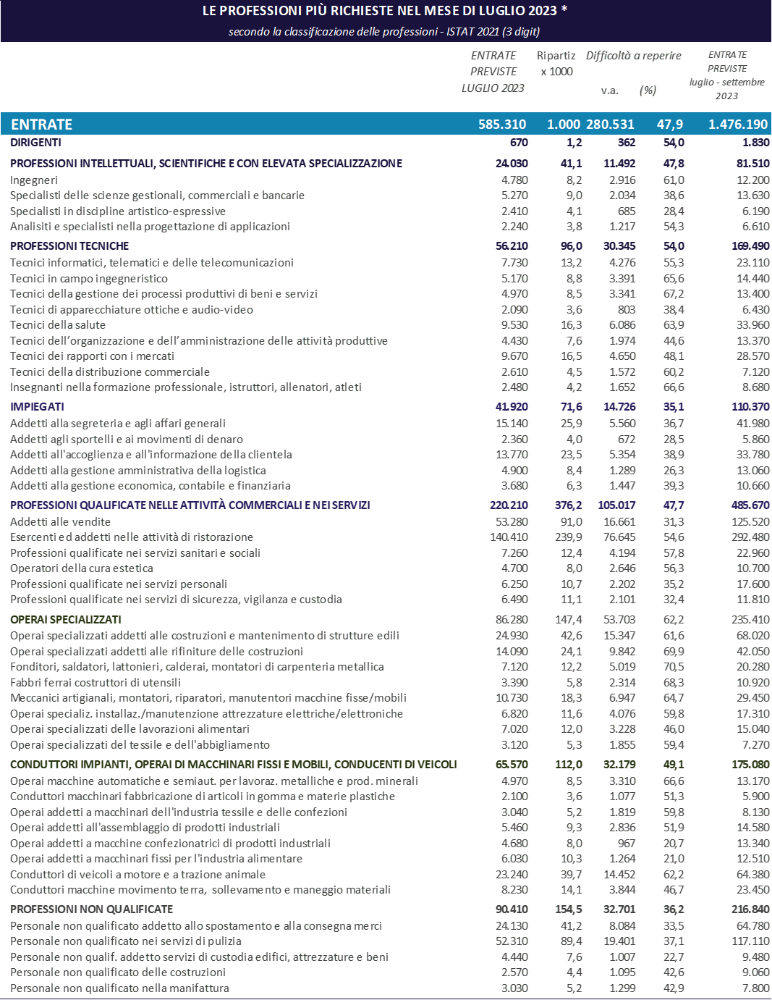 LE PROFESSIONI PIÙ RICHIESTE NEL MESE DI LUGLIO 2023 *
secondo la classificazione delle professioni - ISTAT 2021 (3 digit)
ENTRATE PREVISTE LUGLIO 2023 Ripartiz x 1000 Difficoltà a reperire v.a. (%) ENTRATE PREVISTE luglio - settembre 2023
ENTRATE 585.310 1.000 280.531 47,9 1.476.190
DIRIGENTI 670 1,2 362 54,0 1.830
PROFESSIONI INTELLETTUALI, SCIENTIFICHE E CON ELEVATA SPECIALIZZAZIONE 24.030 41,1 11.492 47,8 81.510
Ingegneri 4.780 8,2 2.916 61,0 12.200
Specialisti delle scienze gestionali, commerciali e bancarie 5.270 9,0 2.034 38,6 13.630
Specialisti in discipline artistico-espressive 2.410 4,1 685 28,4 6.190
Analisiti e specialisti nella progettazione di applicazioni 2.240 3,8 1.217 54,3 6.610
PROFESSIONI TECNICHE 56.210 96,0 30.345 54,0 169.490
Tecnici informatici, telematici e delle telecomunicazioni 7.730 13,2 4.276 55,3 23.110
Tecnici in campo ingegneristico 5.170 8,8 3.391 65,6 14.440
Tecnici della gestione dei processi produttivi di beni e servizi 4.970 8,5 3.341 67,2 13.400
Tecnici di apparecchiature ottiche e audio-video 2.090 3,6 803 38,4 6.430
Tecnici della salute 9.530 16,3 6.086 63,9 33.960
Tecnici dell’organizzazione e dell’amministrazione delle attività produttive 4.430 7,6 1.974 44,6 13.370
Tecnici dei rapporti con i mercati 9.670 16,5 4.650 48,1 28.570
Tecnici della distribuzione commerciale 2.610 4,5 1.572 60,2 7.120
Insegnanti nella formazione professionale, istruttori, allenatori, atleti 2.480 4,2 1.652 66,6 8.680
IMPIEGATI 41.920 71,6 14.726 35,1 110.370
Addetti alla segreteria e agli affari generali 15.140 25,9 5.560 36,7 41.980
Addetti agli sportelli e ai movimenti di denaro 2.360 4,0 672 28,5 5.860
Addetti all'accoglienza e all'informazione della clientela 13.770 23,5 5.354 38,9 33.780
Addetti alla gestione amministrativa della logistica 4.900 8,4 1.289 26,3 13.060
Addetti alla gestione economica, contabile e finanziaria 3.680 6,3 1.447 39,3 10.660
PROFESSIONI QUALIFICATE NELLE ATTIVITÀ COMMERCIALI E NEI SERVIZI 220.210 376,2 105.017 47,7 485.670
Addetti alle vendite 53.280 91,0 16.661 31,3 125.520
Esercenti ed addetti nelle attività di ristorazione 140.410 239,9 76.645 54,6 292.480
Professioni qualificate nei servizi sanitari e sociali 7.260 12,4 4.194 57,8 22.960
Operatori della cura estetica 4.700 8,0 2.646 56,3 10.700
Professioni qualificate nei servizi personali 6.250 10,7 2.202 35,2 17.600
Professioni qualificate nei servizi di sicurezza, vigilanza e custodia 6.490 11,1 2.101 32,4 11.810
OPERAI SPECIALIZZATI 86.280 147,4 53.703 62,2 235.410
Operai specializzati addetti alle costruzioni e mantenimento di strutture edili 24.930 42,6 15.347 61,6 68.020
Operai specializzati addetti alle rifiniture delle costruzioni 14.090 24,1 9.842 69,9 42.050
Fonditori, saldatori, lattonieri, calderai, montatori di carpenteria metallica 7.120 12,2 5.019 70,5 20.280
Fabbri ferrai costruttori di utensili 3.390 5,8 2.314 68,3 10.920
Meccanici artigianali, montatori, riparatori, manutentori macchine fisse/mobili 10.730 18,3 6.947 64,7 29.450
Operai specializ. installaz./manutenzione attrezzature elettriche/elettroniche 6.820 11,6 4.076 59,8 17.310
Operai specializzati delle lavorazioni alimentari 7.020 12,0 3.228 46,0 15.040
Operai specializzati del tessile e dell'abbigliamento 3.120 5,3 1.855 59,4 7.270
CONDUTTORI IMPIANTI, OPERAI DI MACCHINARI FISSI E MOBILI, CONDUCENTI DI VEICOLI 65.570 112,0 32.179 49,1 175.080
Operai macchine automatiche e semiaut. per lavoraz. metalliche e prod. minerali 4.970 8,5 3.310 66,6 13.170
Conduttori macchinari fabbricazione di articoli in gomma e materie plastiche 2.100 3,6 1.077 51,3 5.900
Operai addetti a macchinari dell'industria tessile e delle confezioni 3.040 5,2 1.819 59,8 8.130
Operai addetti all'assemblaggio di prodotti industriali 5.460 9,3 2.836 51,9 14.580
Operai addetti a macchine confezionatrici di prodotti industriali 4.680 8,0 967 20,7 13.340
Operai addetti a macchinari fissi per l'industria alimentare 6.030 10,3 1.264 21,0 12.510
Conduttori di veicoli a motore e a trazione animale 23.240 39,7 14.452 62,2 64.380
Conduttori macchine movimento terra, sollevamento e maneggio materiali 8.230 14,1 3.844 46,7 23.450
PROFESSIONI NON QUALIFICATE 90.410 154,5 32.701 36,2 216.840
Personale non qualificato addetto allo spostamento e alla consegna merci 24.130 41,2 8.084 33,5 64.780
Personale non qualificato nei servizi di pulizia 52.310 89,4 19.401 37,1 117.110
Personale non qualif. addetto servizi di custodia edifici, attrezzature e beni 4.440 7,6 1.007 22,7 9.480
Personale non qualificato delle costruzioni 2.570 4,4 1.095 42,6 9.060
Personale non qualificato nella manifattura 3.030 5,2 1.299 42,9 7.800